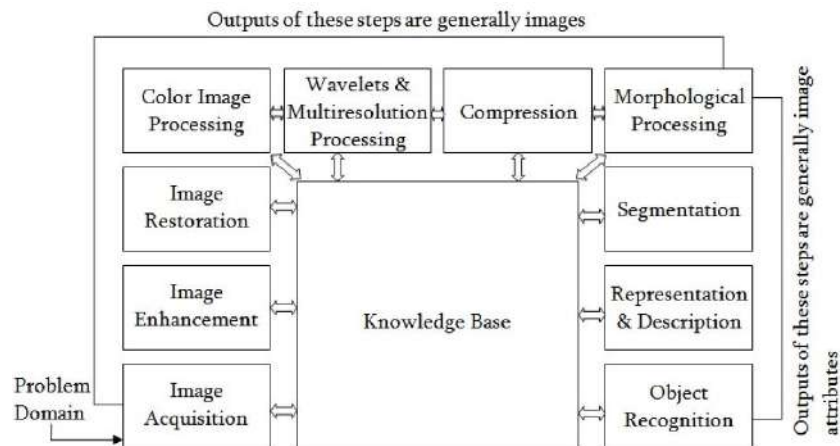 Outputs of these steps are generally images
Color Image
Processing
Wavelets &
Multiresolution
Processing
Compression
Morphological
Processing
Image
Restoration
Segmentation
Image
Enhancement
Knowledge Base
Representation
& Description
Problem
Domain
Image
Acquisition
Object
Recognition
Outputs of these steps are generally image
attributes